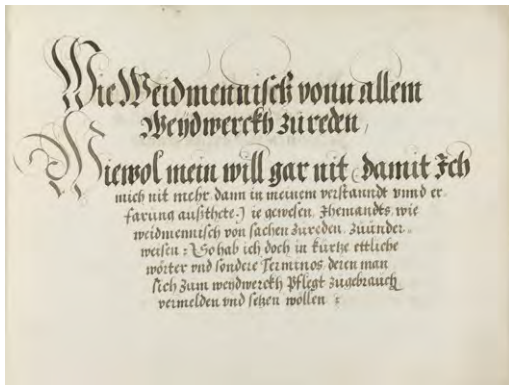 Wie Weidmennisch vonn allem
Weydwerckh zureden,
Wiewol mein will gar nit, damit Ich
mich nit mehr dann in meinem verstanndt vnnd er,
farung außthete, ie gewesen, Jhemandts, wie
weidmennisch von sachen zureden, zuunder,
weisen: So hab ich doch in kürtze ettliche
wörter vnd sondere Terminos, deren man
sich zum weydwerckh Pflegt zugebrauch
vermelden vnd setzen wollen :